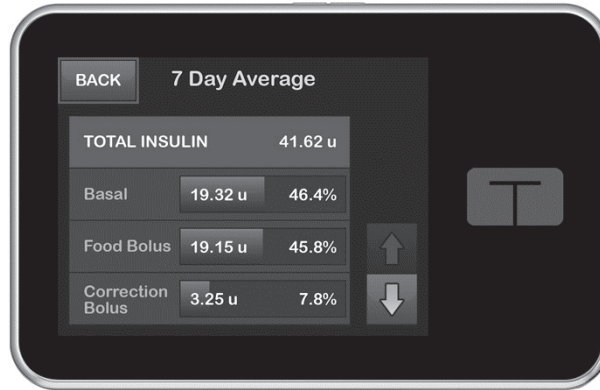 BACK 7 Day Average
TOTAL INSULIN 41.62 u
Basal 19.32 u 46.4%
Food Bolus 19.15 u 45.8%
Correction Bolus 3.25 u 7.8%
T